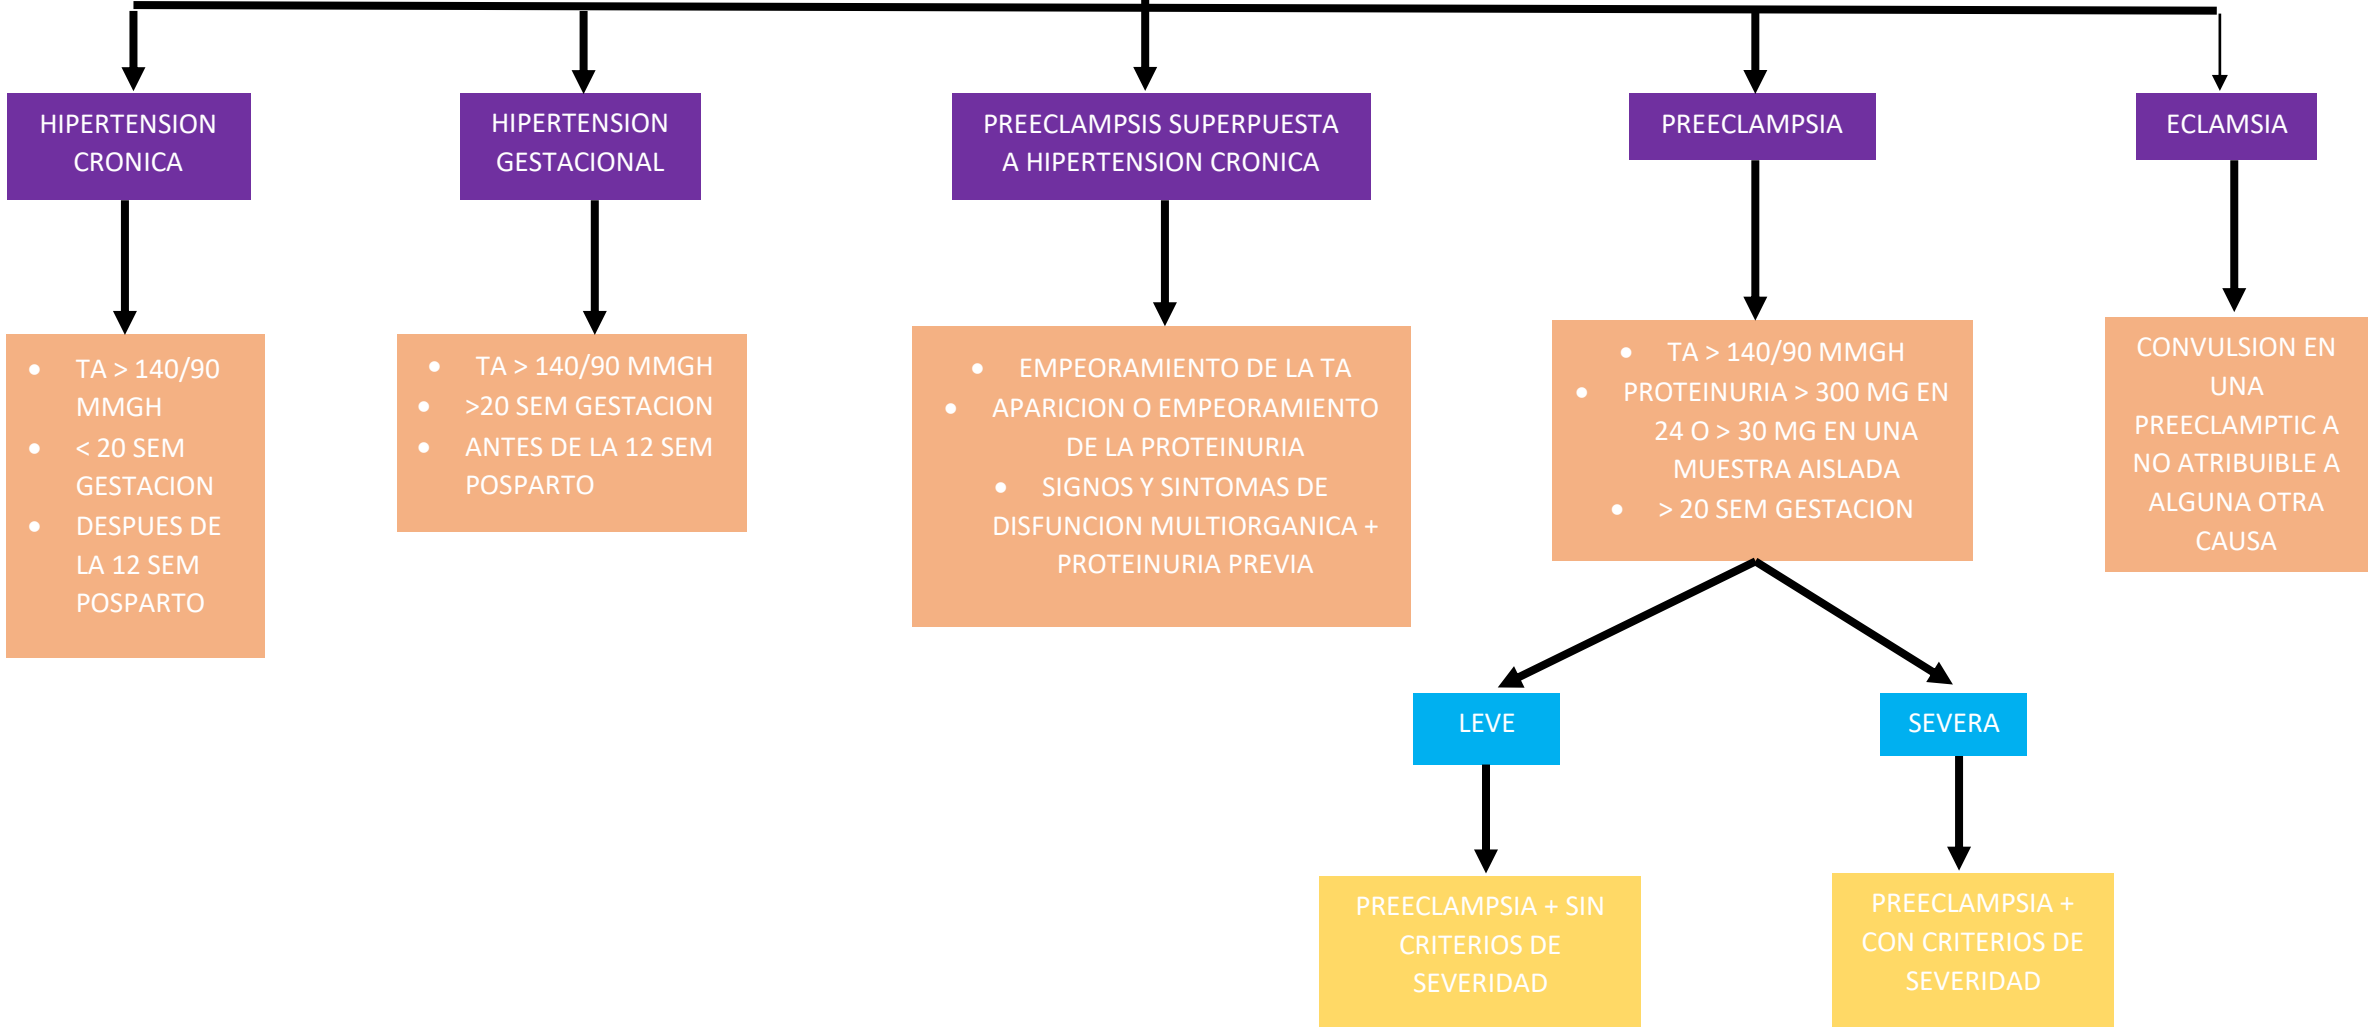 HIPERTENSION
CRONICA
HIPERTENSION
GESTACIONAL
PREECLAMPSIS SUPERPUESTA
A HIPERTENSION CRONICA
PREECLAMPSIA
ECLAMSIA
• TA > 140/90
MMGH
• < 20 SEM
GESTACION
• DESPUES DE
LA 12 SEM
POSPARTO
• TA > 140/90 MMGH
• >20 SEM GESTACION
• ANTES DE LA 12 SEM
POSPARTO
• EMPEORAMIENTO DE LA TA
• APARICION O EMPEORAMIENTO
DE LA PROTEINURIA
• SIGNOS Y SINTOMAS DE
DISFUNCION MULTIORGANICA +
PROTEINURIA PREVIA
• TA > 140/90 MMGH
• PROTEINURIA > 300 MG EN
24 O > 30 MG EN UNA
MUESTRA AISLADA
• > 20 SEM GESTACION
CONVULSION EN
UNA
PREECLAMPTIC A
NO ATRIBUIBLE A
ALGUNA OTRA
CAUSA
LEVE
SEVERA
PREECLAMPSIA + SIN
CRITERIOS DE
SEVERIDAD
PREECLAMPSIA +
CON CRITERIOS DE
SEVERIDAD